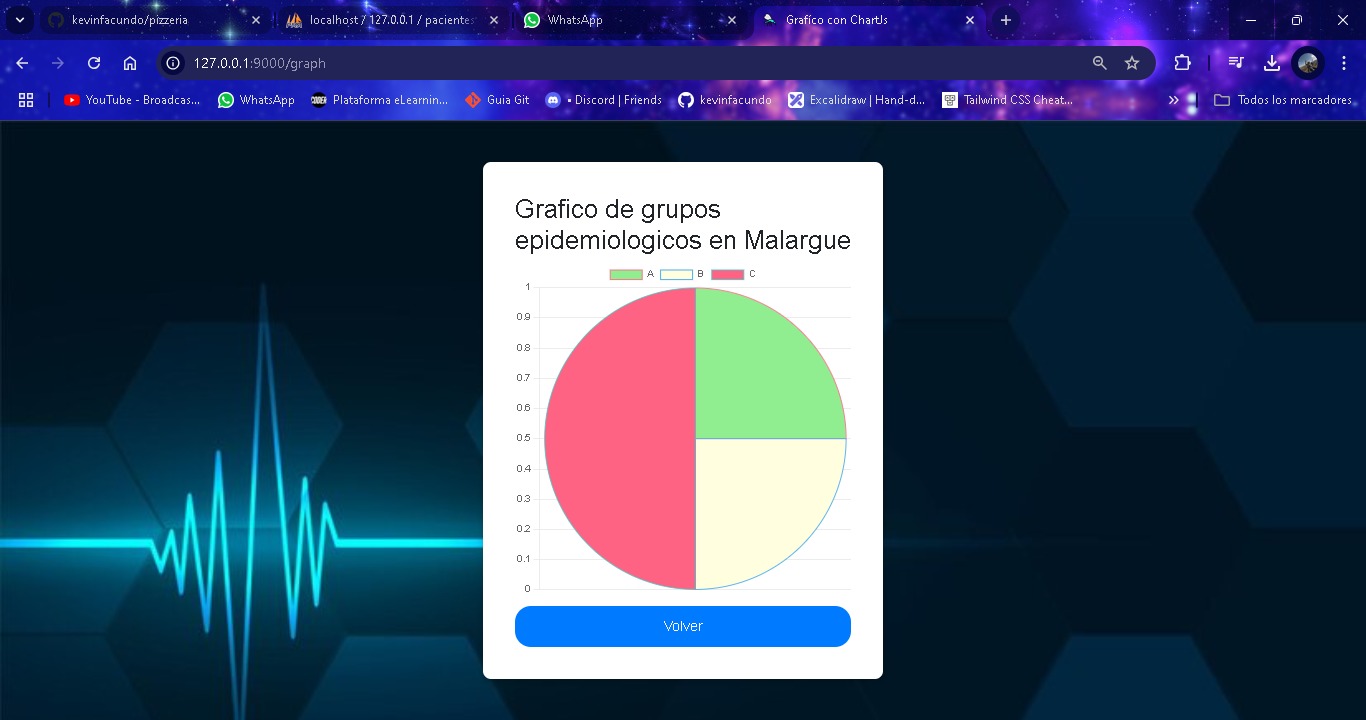 kevinfacundo/pizzeria
localhost / 127.0.0.1 / pacientes
WhatsApp
Grafico con ChartJs
127.0.0.1:9000/graph
YouTube - Broadcas...
WhatsApp
Plataforma eLearnin...
Guia Git
• Discord | Friends
kevinfacundo
Excalidraw | Hand-d...
Tailwind CSS Cheat...
Todos los marcadores
Grafico de grupos
epidemiologicos en Malargue
A B C
1
0.9
0.8
0.7
0.6
0.5
0.4
0.3
0.2
0.1
0
Volver